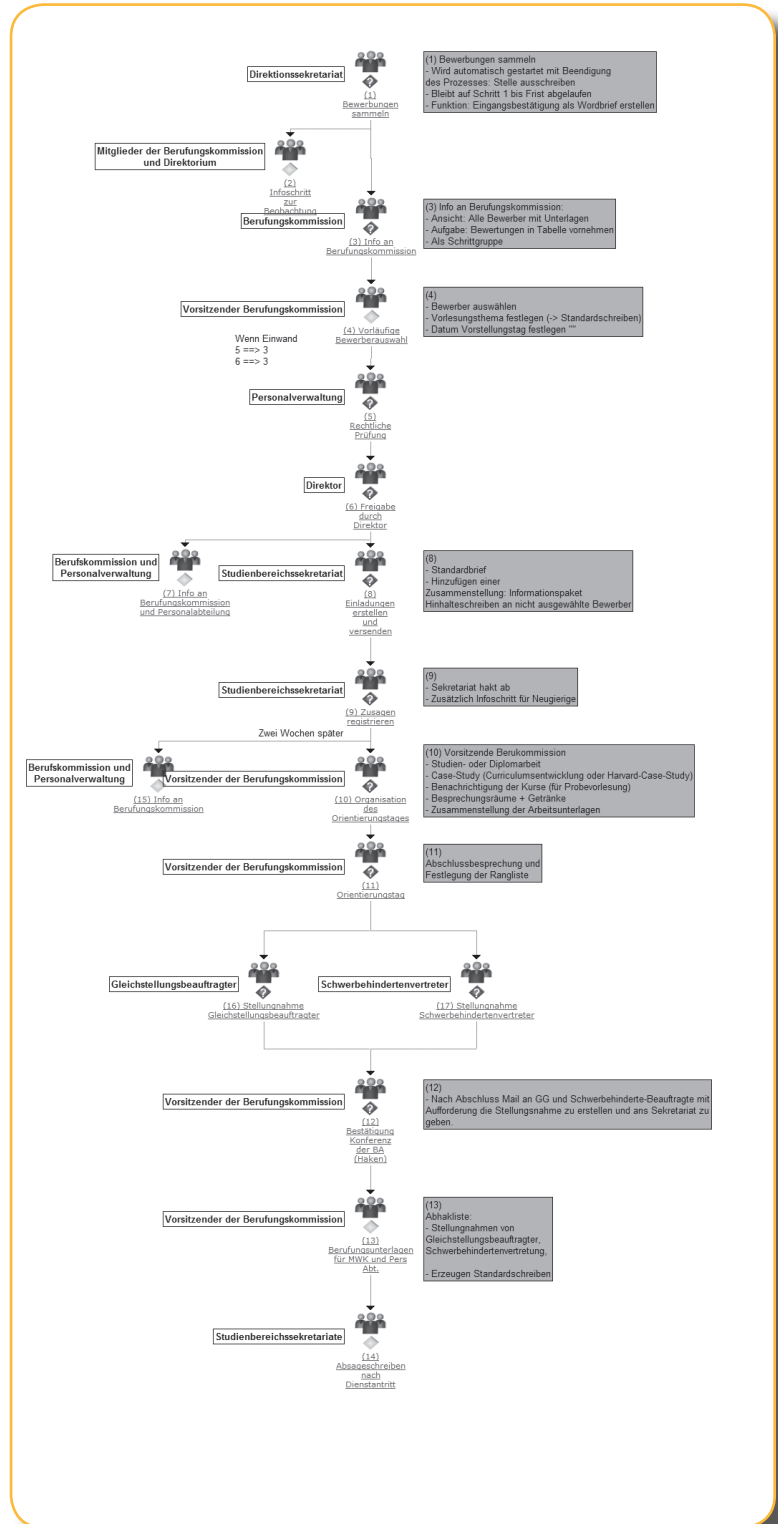 Direktionssekretariat
(1)
Bewerbungen
sammeln
(1) Bewerbungen sammeln
- Wird automatisch gestartet mit Beendigung
des Prozesses: Stelle ausschreiben
- Bleibt auf Schritt 1 bis Frist abgelaufen
- Funktion: Eingangsbestätigung als Wordbrief erstellen
Mitglieder der Berufungskommission
und Direktorium
(2)
Infoschritt
zur
Beobachtung
Berufungskommission
(3) Info an
Berufungskommission
(3) Info an Berufungskommission:
- Ansicht: Alle Bewerber mit Unterlagen
- Aufgabe: Bewertungen in Tabelle vornehmen
- Als Schrittgruppe
Vorsitzender Berufungskommission
(4) Vorläufige
Bewerberauswahl
(4)
- Bewerber auswählen
- Vorlesungsthema festlegen (-> Standardschreiben)
- Datum Vorstellungstag festlegen ""
Wenn Einwand
5 ==> 3
6 ==> 3
Personalverwaltung
(5)
Rechtliche
Prüfung
Direktor
(6) Freigabe
durch
Direktor
Berufskommission und
Personalverwaltung
(7) Info an
Berufungskommission
und Personalabteilung
Studienbereichssekretariat
(8)
Einladungen
erstellen
und
versenden
(8)
- Standardbrief
- Hinzufügen einer
Zusammenstellung: Informationspaket
Hinhalteschreiben an nicht ausgewählte Bewerber
Studienbereichssekretariat
(9) Zusagen
registrieren
(9)
- Sekretariat hakt ab
- Zusätzlich Infoschritt für Neugierige
Zwei Wochen später
Berufskommission und
Personalverwaltung
(15) Info an
Berufungskommission
Vorsitzender der Berufungskommission
(10) Organisation
des
Orientierungstages
(10) Vorsitzende Berukommission
- Studien- oder Diplomarbeit
- Case-Study (Curriculumsentwicklung oder Harvard-Case-Study)
- Benachrichtigung der Kurse (für Probevorlesung)
- Besprechungsräume + Getränke
- Zusammenstellung der Arbeitsunterlagen
Vorsitzender der Berufungskommission
(11)
Orientierungstag
(11)
Abschlussbesprechung und
Festlegung der Rangliste
Gleichstellungsbeauftragter
(16) Stellungnahme
Gleichstellungsbeauftragter
Schwerbehindertenvertreter
(17) Stellungnahme
Schwerbehindertenvertreter
Vorsitzender der Berufungskommission
(12)
Bestätigung
Konferenz
der BA
(Haken)
(12)
- Nach Abschluss Mail an GG und Schwerbehinderte-Beauftragte mit
Aufforderung die Stellungsnahme zu erstellen und ans Sekretariat zu
geben.
Vorsitzender der Berufungskommission
(13)
Berufungsunterlagen
für MWK und Pers
Abt.
(13)
Abhakliste:
- Stellungnahmen von
Gleichstellungsbeauftragter,
Schwerbehindertenvertretung,
- Erzeugen Standardschreiben
Studienbereichssekretariate
(14)
Absageschreiben
nach
Dienstantritt